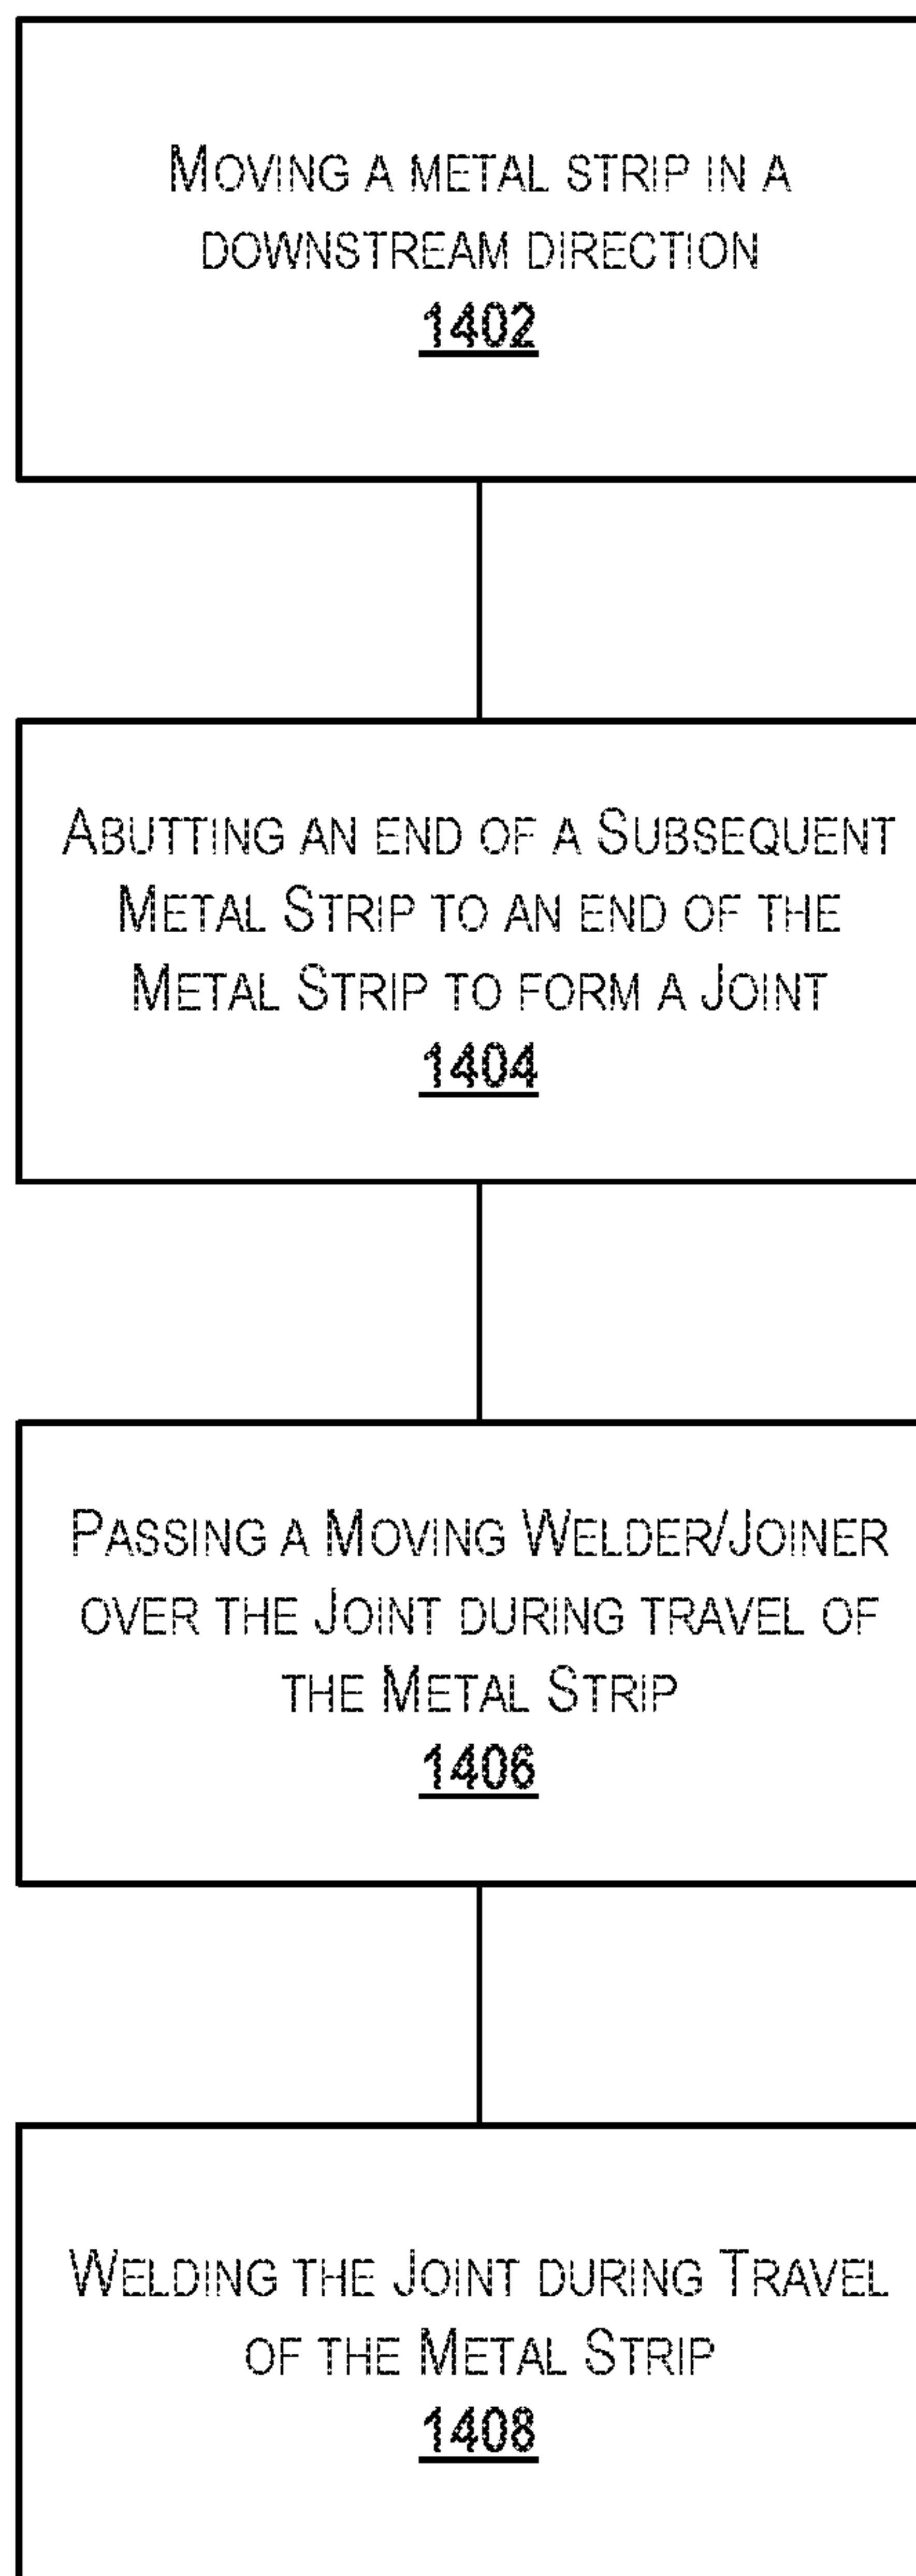 Moving a metal strip in a
downstream direction
1402
Abutting an end of a Subsequent
Metal Strip to an end of the
Metal Strip to form a Joint
1404
Passing a Moving Welder/Joiner
over the Joint during travel of
the Metal Strip
1406
Welding the Joint during Travel
of the Metal Strip
1408